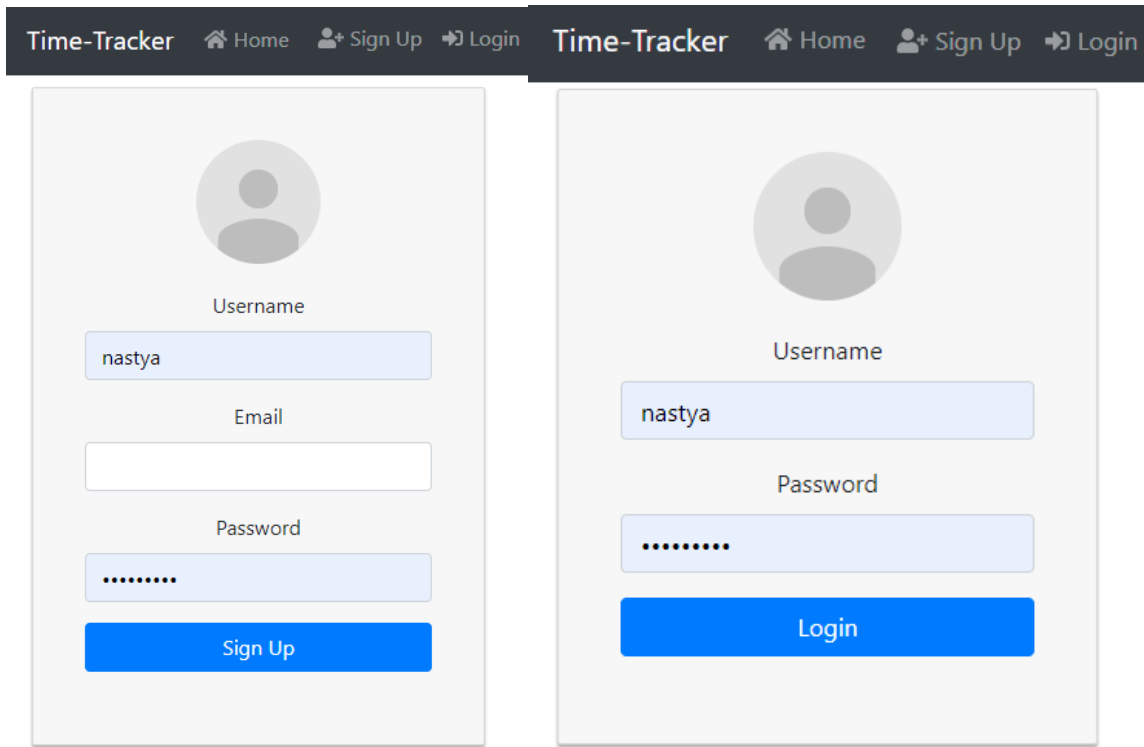 Time-Tracker Home Sign Up Login
Username
nastya
Email
Password
•••••••••
Sign Up
Time-Tracker Home Sign Up Login
Username
nastya
Password
•••••••••
Login